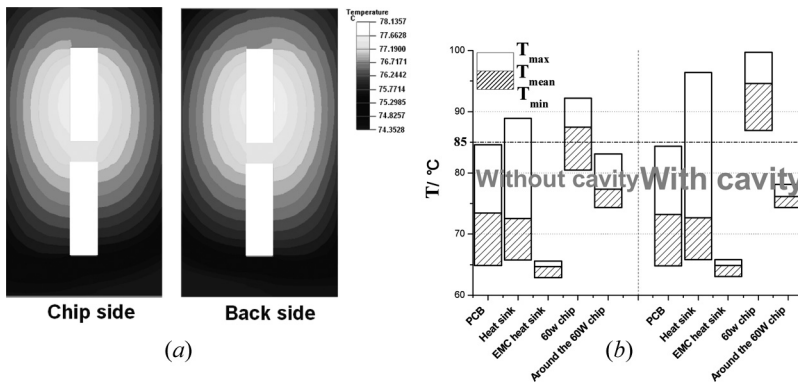 Temperature
C
78.1357
77.6628
77.1900
76.7171
76.2442
75.7714
75.2985
74.8257
74.3528
Chip side
Back side
(a)
T/ °C
100
90
85
80
70
60
Tmax
Tmean
Tmin
Without cavity
With cavity
PCB
Heat sink
EMC heat sink
60w chip
Around the 60W chip
PCB
Heat sink
EMC heat sink
60w chip
Around the 60W chip
(b)